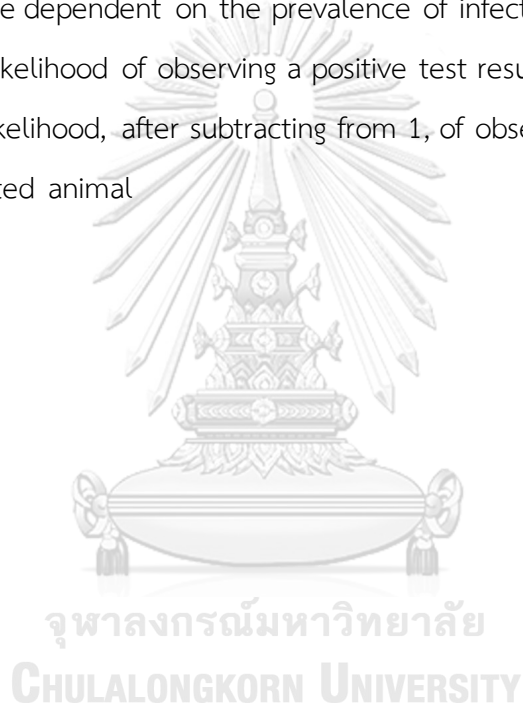 e dependent on the prevalence of infect
kelihood of observing a positive test resu
kelihood, after subtracting from 1, of obse
ted animal
จุฬาลงกรณ์มหาวิทยาลัย
CHULALONGKORN UNIVERSITY